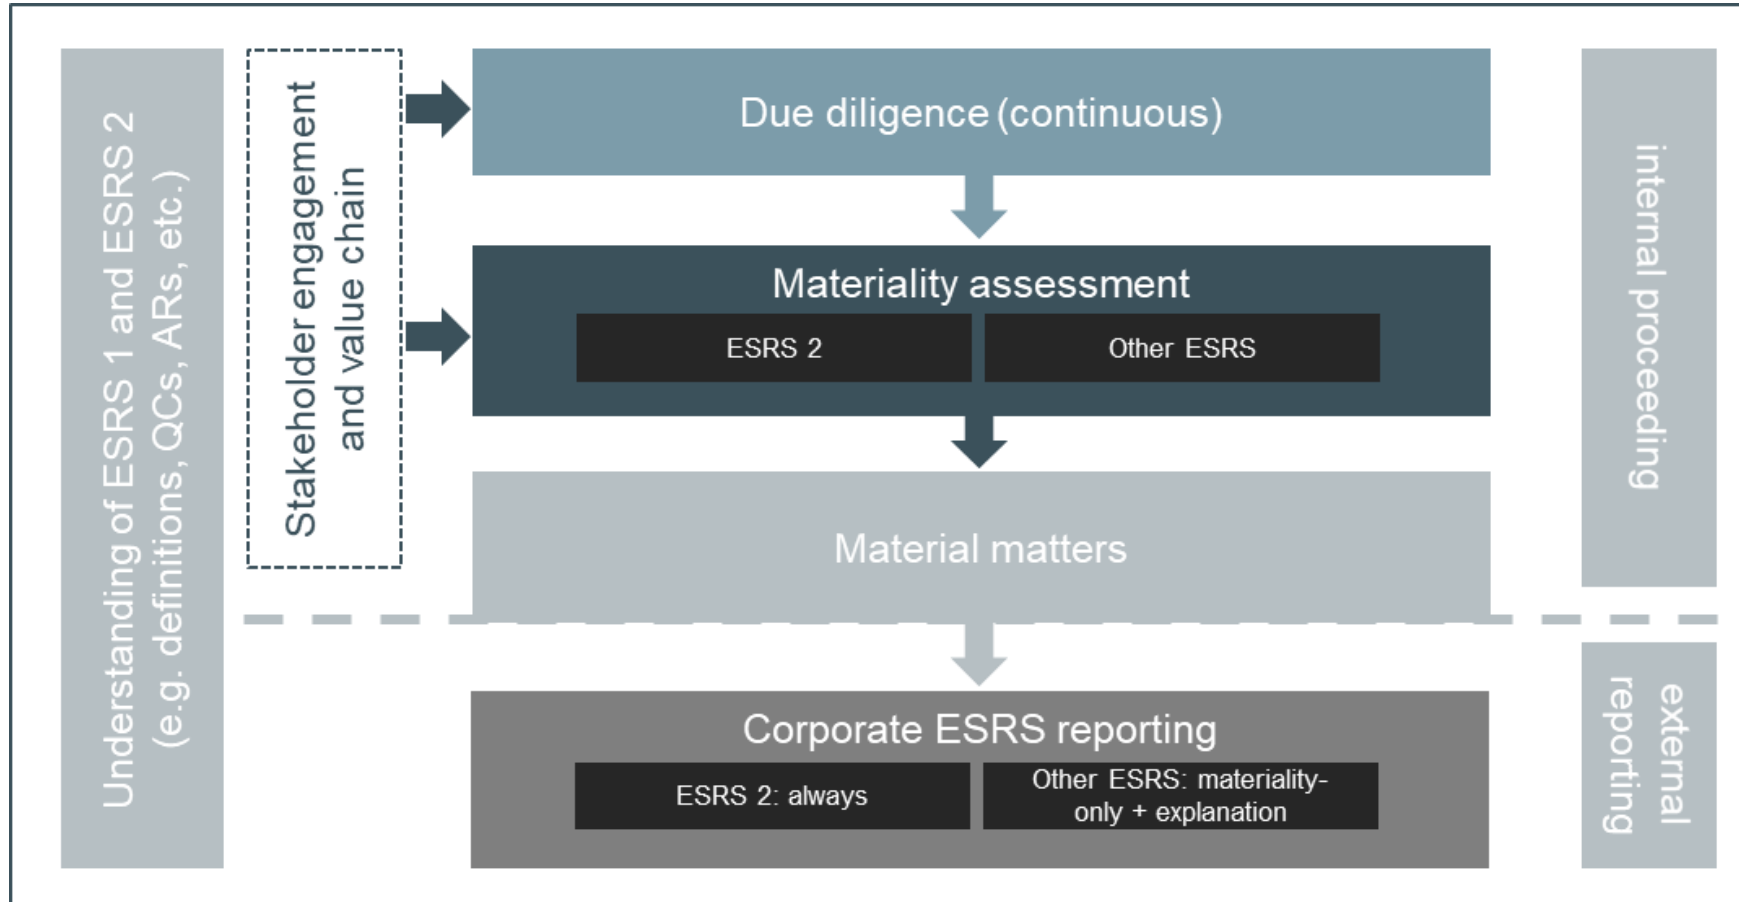 Understanding of ESRS 1 and ESRS 2
(e.g. definitions, QCs, ARs, etc.)
Stakeholder engagement
and value chain
Due diligence (continuous)
Materiality assessment
ESRS 2
Other ESRS
Material matters
internal proceeding
Corporate ESRS reporting
ESRS 2: always
Other ESRS: materiality-
only + explanation
external
reporting